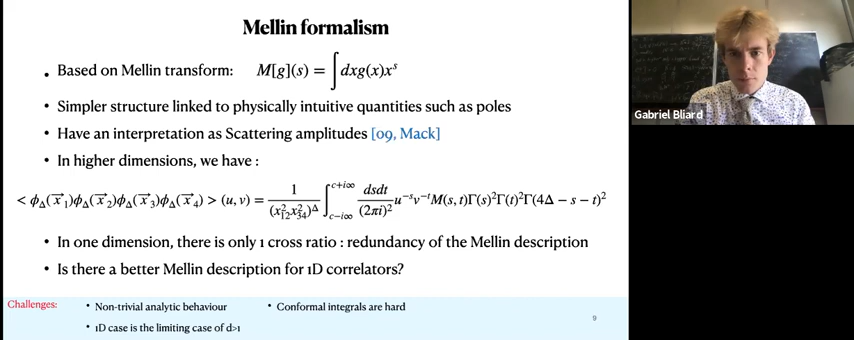 Mellin formalism
• Based on Mellin transform: M[g](s) = ∫ dxg(x)x^s
• Simpler structure linked to physically intuitive quantities such as poles
• Have an interpretation as Scattering amplitudes [09, Mack]
• In higher dimensions, we have :
< ϕ_Δ(x⃗_1)ϕ_Δ(x⃗_2)ϕ_Δ(x⃗_3)ϕ_Δ(x⃗_4) > (u, v) = 1/(x²_12 x²_34)^Δ ∫_{c−i∞}^{c+i∞} dsdt/(2πi)² u^{−s}v^{−t}M(s, t)Γ(s)²Γ(t)²Γ(4Δ − s − t)²
• In one dimension, there is only 1 cross ratio : redundancy of the Mellin description
• Is there a better Mellin description for 1D correlators?
Challenges:
• Non-trivial analytic behaviour
• Conformal integrals are hard
• 1D case is the limiting case of d>1
9
Gabriel Bliard